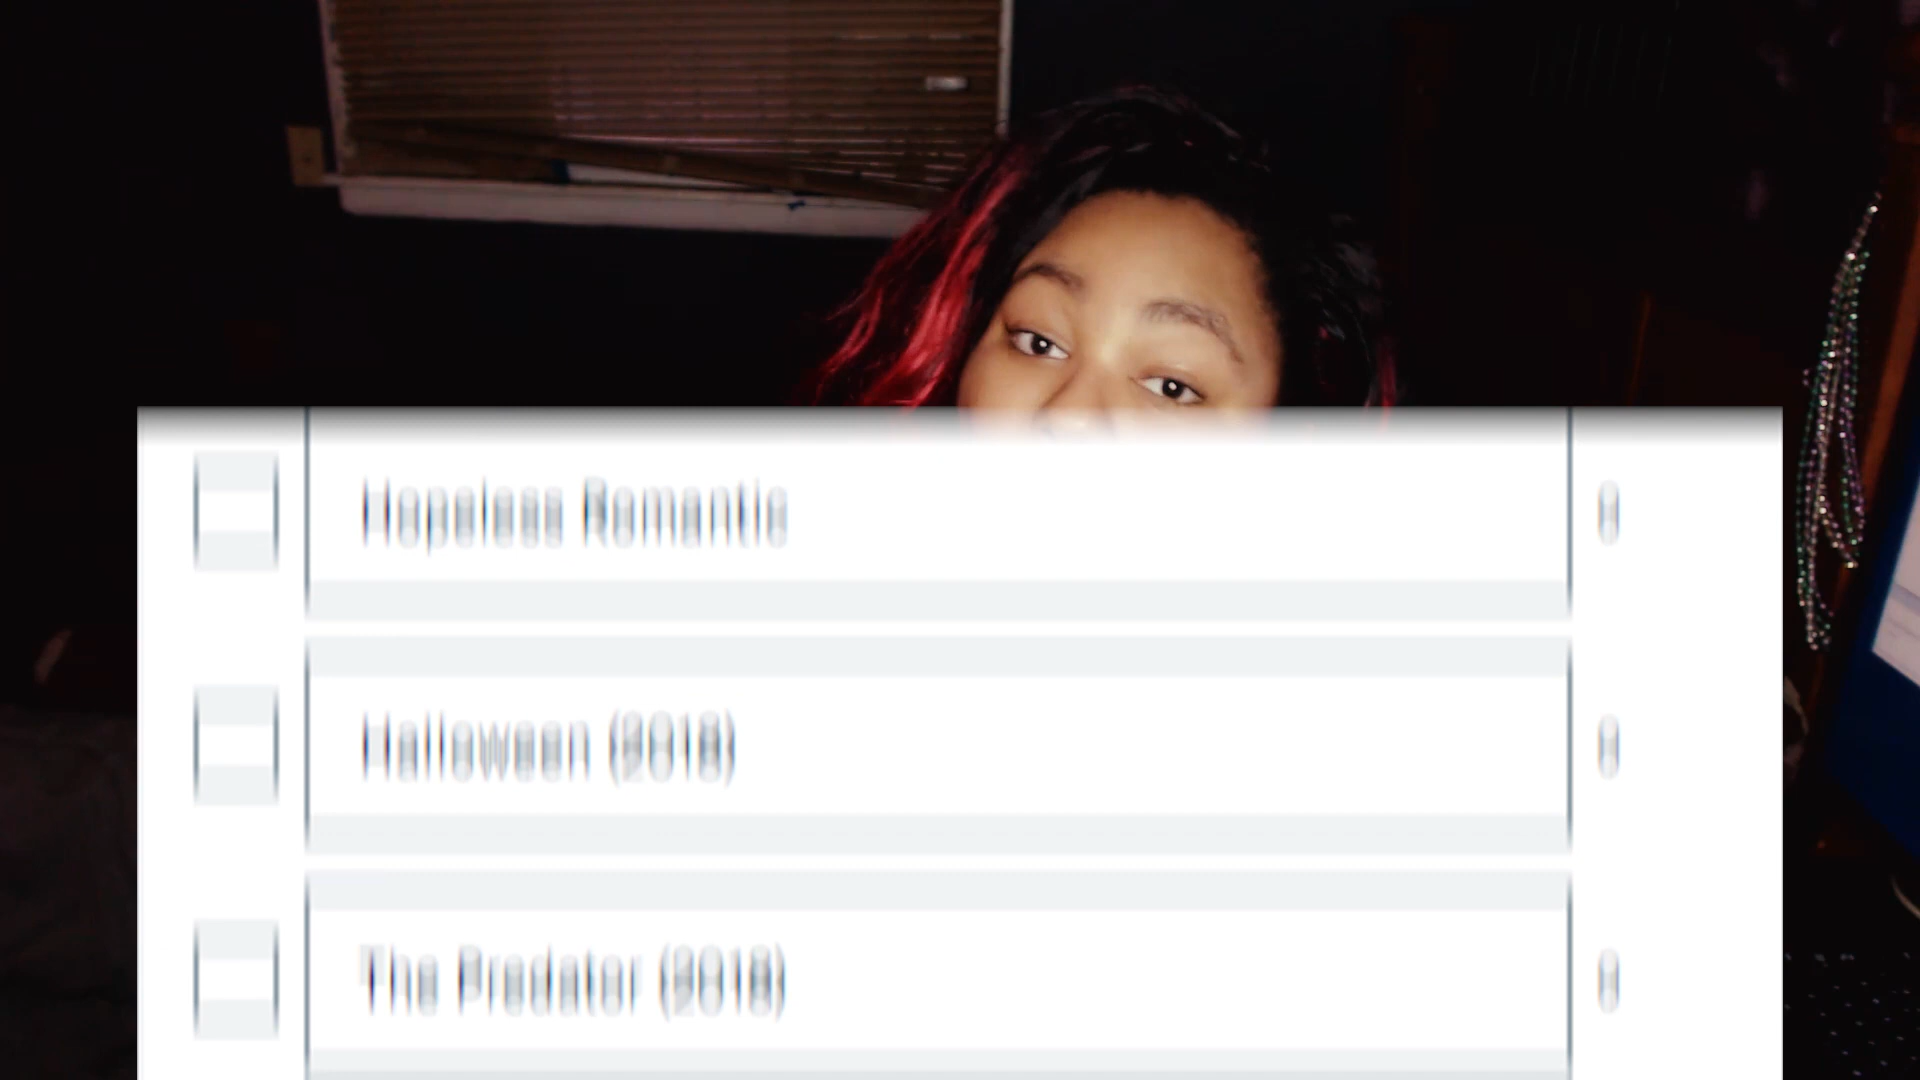 Hopeless Romantic 0
Halloween (2018) 0
The Predator (2018) 0